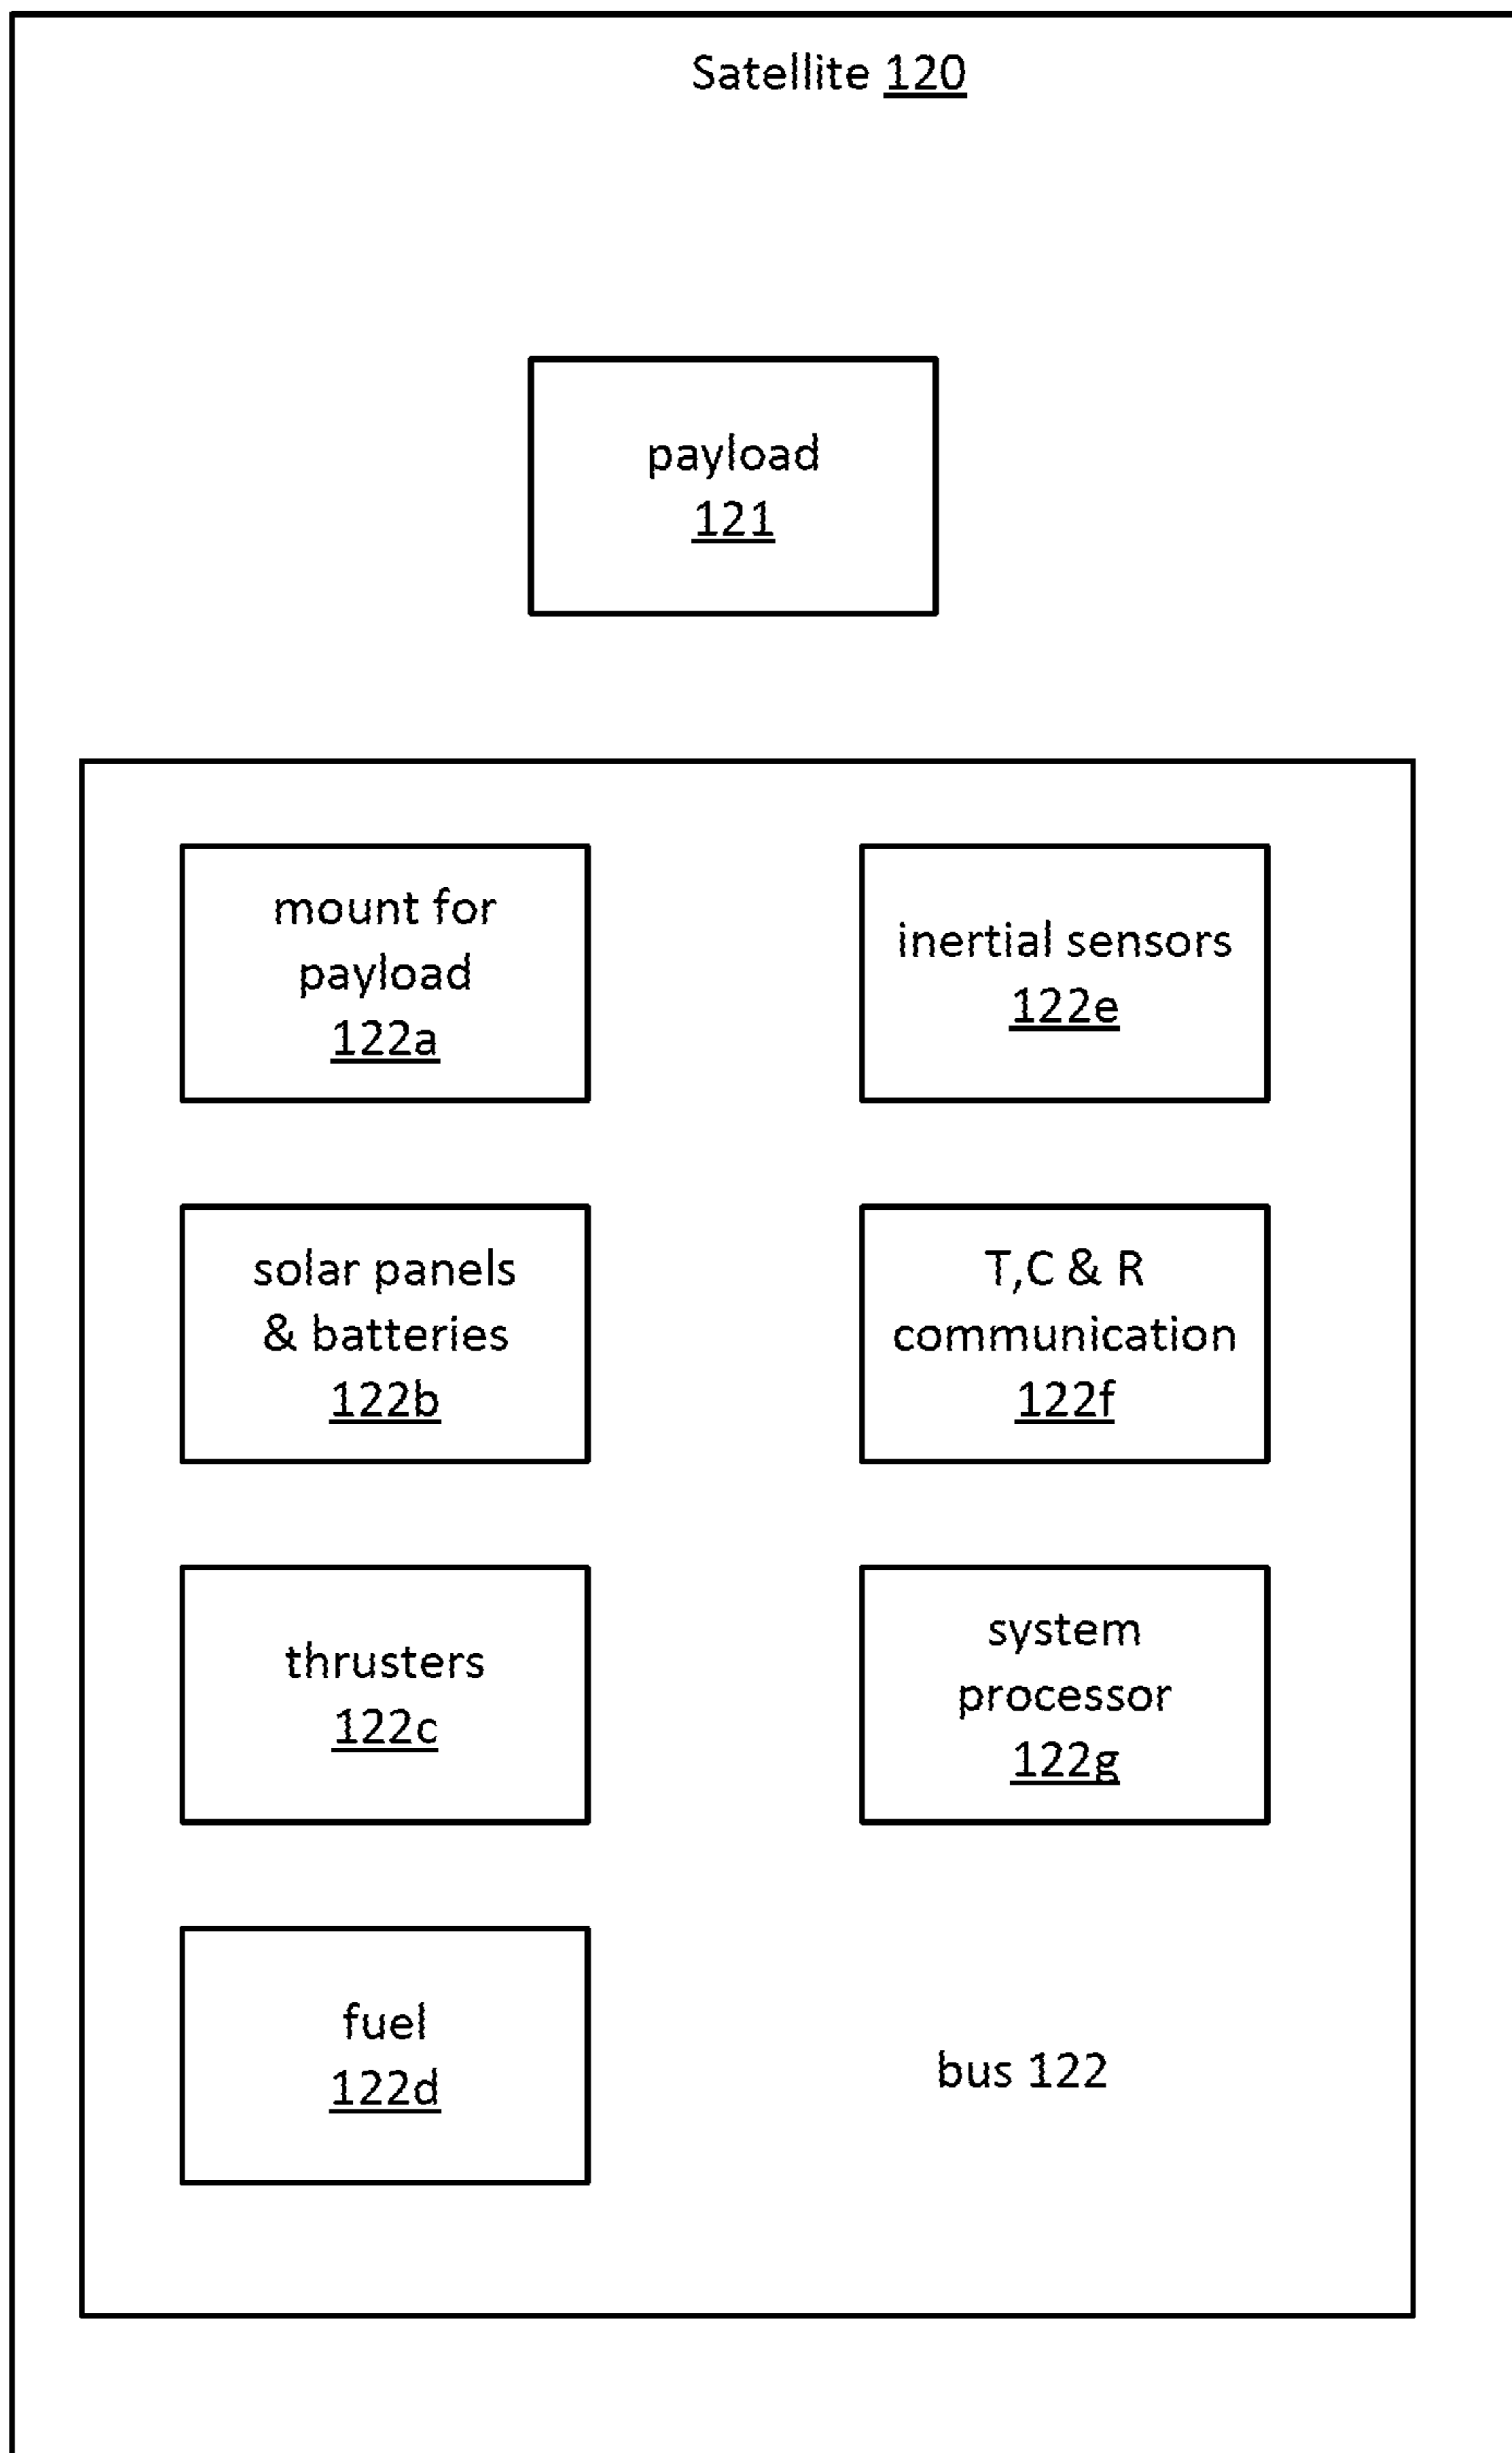 Satellite 120
payload
121
mount for
payload
122a
inertial sensors
122e
solar panels
& batteries
122b
T,C & R
communication
122f
thrusters
122c
system
processor
122g
fuel
122d
bus 122